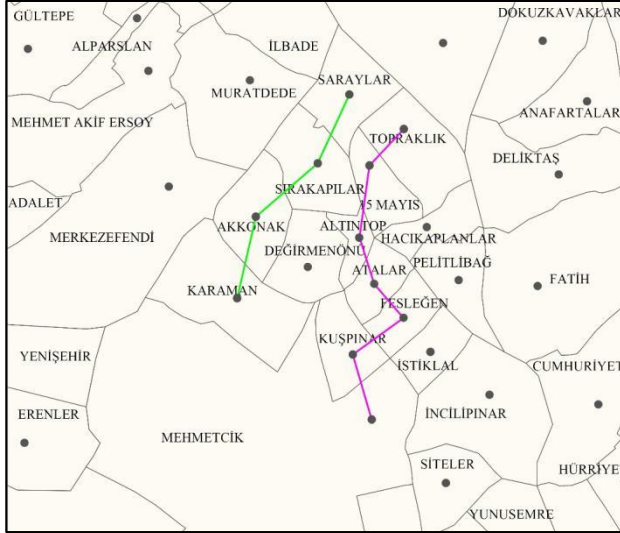 DOKUZKAVAKLAR
GÜLTEPE
ALPARSLAN
İLBADE
SARAYLAR
MURATDEDE
ANAFARTALAR
MEHMET AKİF ERSOY
TOPRAKLIK
DELİKTAŞ
SIRAKAPILAR
ADALET
15 MAYIS
AKKONAK
ALTINTOP
MERKEZEFENDİ
HACIKAPLANLAR
DEĞİRMENÖNÜ
PELİTLİBAĞ
ATALAR
FATİH
KARAMAN
FESLEĞEN
KUŞPINAR
YENİŞEHİR
İSTİKLAL
CUMHURİYET
ERENLER
İNCİLİPINAR
MEHMETCİK
SİTELER
HÜRRİYE
YUNUSEMRE